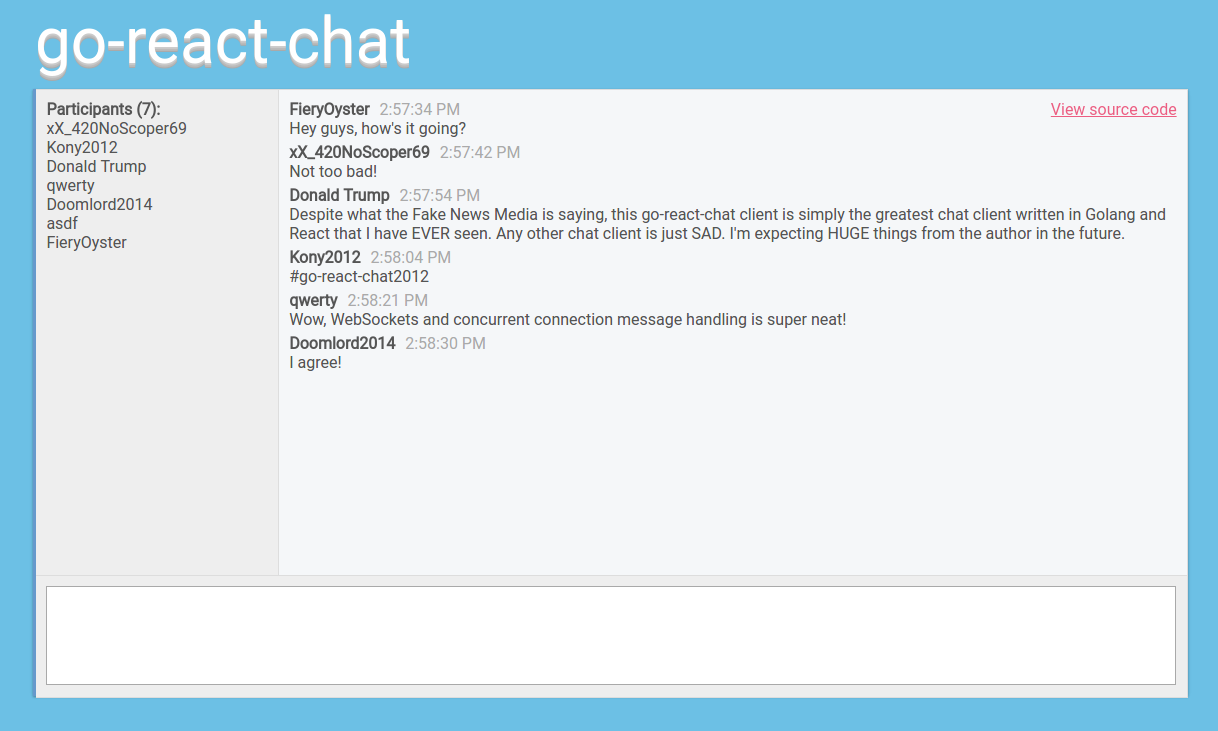 go-react-chat
Participants (7):
xX_420NoScoper69
Kony2012
Donald Trump
qwerty
Doomlord2014
asdf
FieryOyster
FieryOyster 2:57:34 PM
View source code
Hey guys, how's it going?
xX_420NoScoper69 2:57:42 PM
Not too bad!
Donald Trump 2:57:54 PM
Despite what the Fake News Media is saying, this go-react-chat client is simply the greatest chat client written in Golang and
React that I have EVER seen. Any other chat client is just SAD. I'm expecting HUGE things from the author in the future.
Kony2012 2:58:04 PM
#go-react-chat2012
qwerty 2:58:21 PM
Wow, WebSockets and concurrent connection message handling is super neat!
Doomlord2014 2:58:30 PM
I agree!